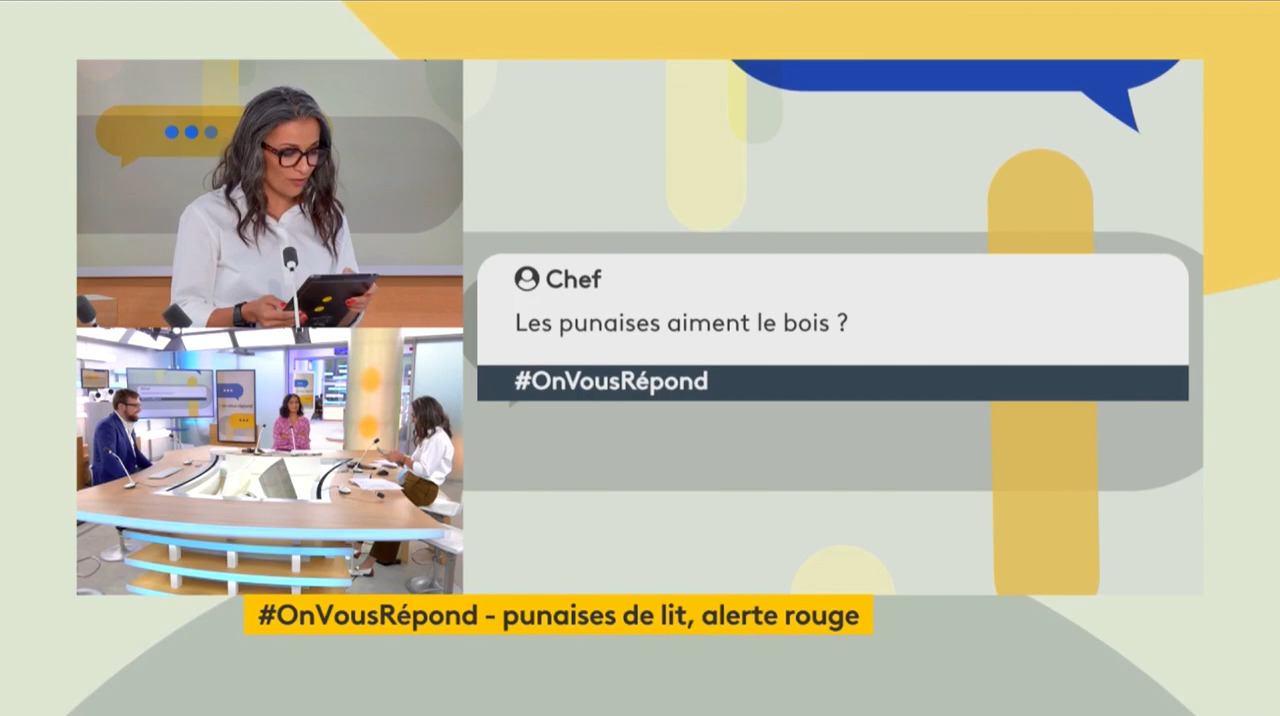 Chef
Les punaises aiment le bois ?
#OnVousRépond
#OnVousRépond - punaises de lit, alerte rouge